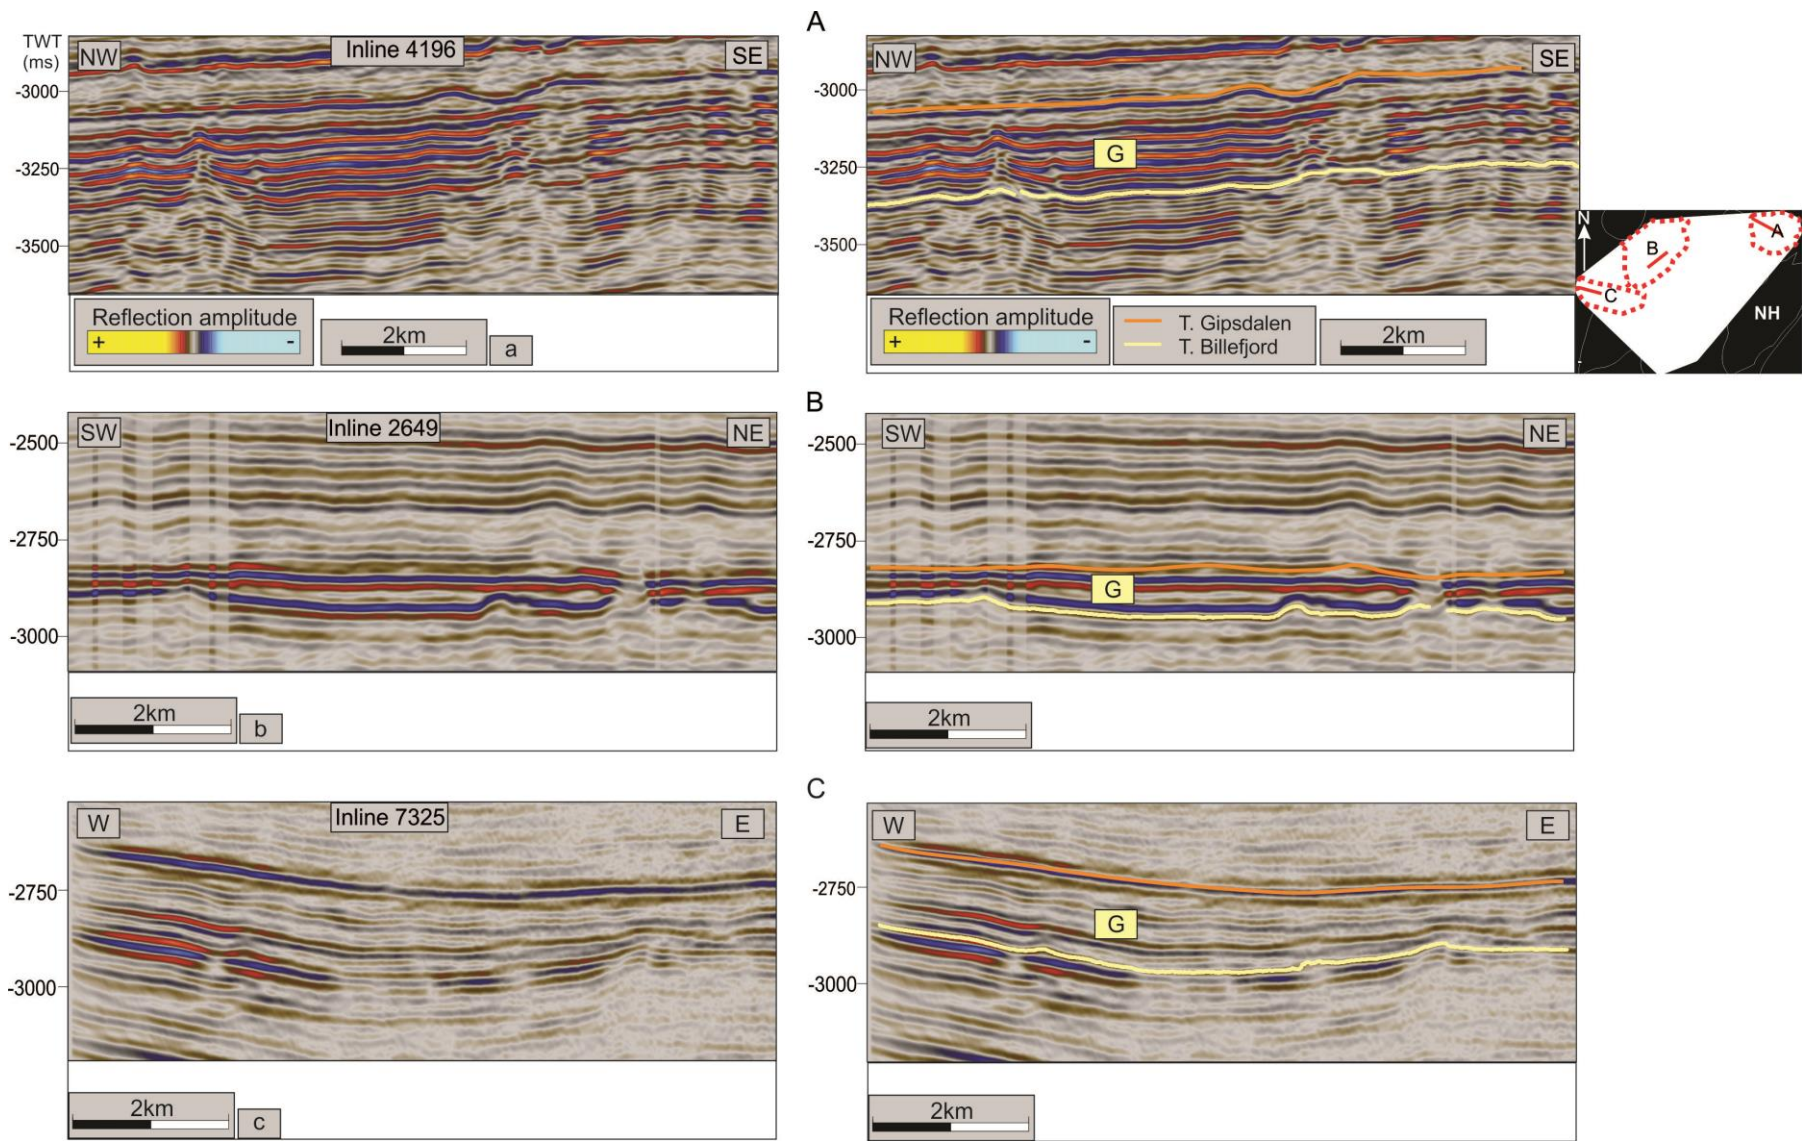 A
TWT
(ms)
NW
Inline 4196
SE
-3000
-3250
-3500
Reflection amplitude
+
-
2km
a
NW
SE
-3000
-3250
-3500
G
Reflection amplitude
+
-
T. Gipsdalen
T. Billefjord
2km
N
A
B
C
NH
B
SW
Inline 2649
NE
-2500
-2750
-3000
2km
b
SW
NE
-2500
-2750
-3000
G
2km
C
W
Inline 7325
E
-2750
-3000
2km
c
W
E
-2750
-3000
G
2km